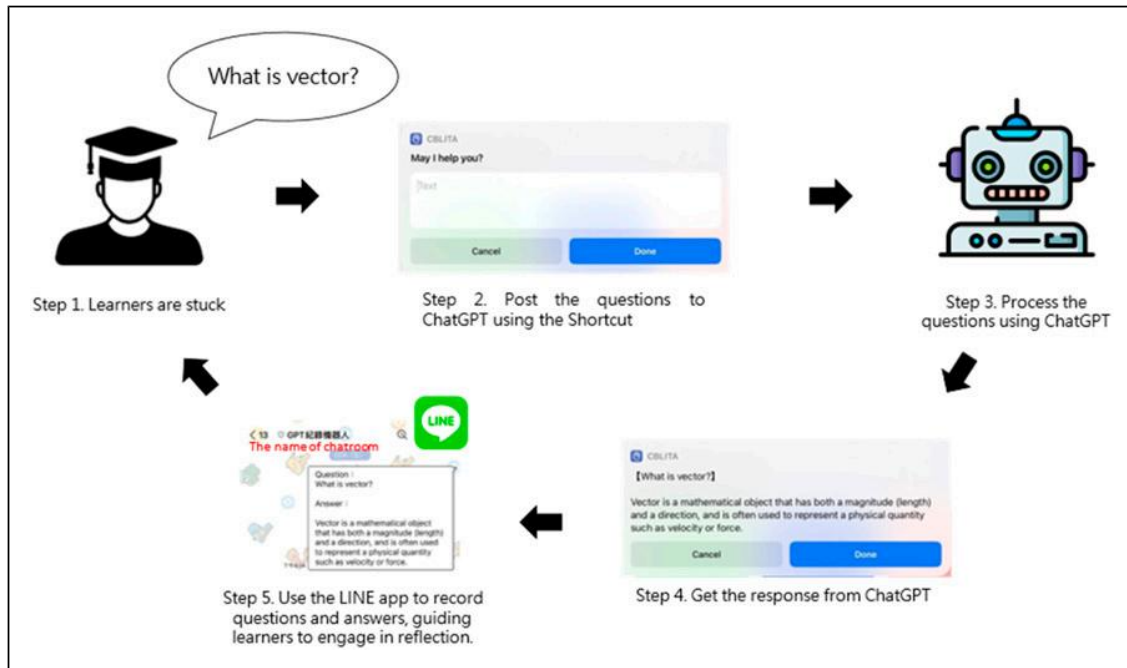 What is vector?
CBLITA
May I help you?
Text
Cancel
Done
Step 1. Learners are stuck
Step 2. Post the questions to
ChatGPT using the Shortcut
Step 3. Process the
questions using ChatGPT
CBLITA
【What is vector?】
Vector is a mathematical object that has both a magnitude (length)
and a direction, and is often used to represent a physical quantity
such as velocity or force.
Cancel
Done
Step 4. Get the response from ChatGPT
LINE
13
GPT紀錄機器人
The name of chatroom
Question :
What is vector?
Answer :
Vector is a mathematical object
that has both a magnitude (length)
and a direction, and is often used
to represent a physical quantity
such as velocity or force.
Step 5. Use the LINE app to record
questions and answers, guiding
learners to engage in reflection.